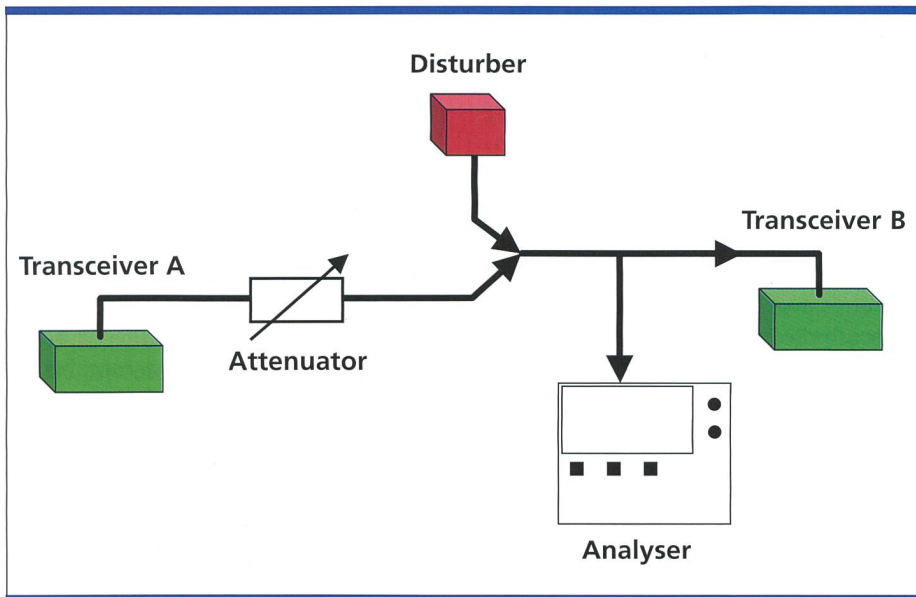 Disturber
Transceiver B
Transceiver A
Attenuator
Analyser